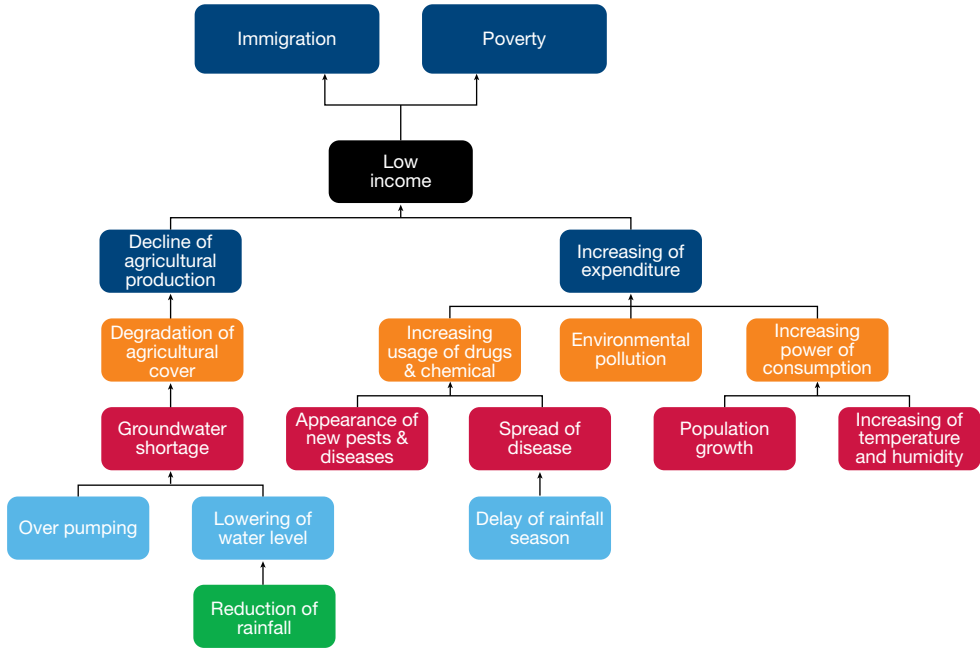 Immigration
Poverty
Low
income
Decline of
agricultural
production
Increasing of
expenditure
Degradation of
agricultural
cover
Increasing
usage of drugs
& chemical
Environmental
pollution
Increasing
power of
consumption
Groundwater
shortage
Appearance of
new pests &
diseases
Spread of
disease
Population
growth
Increasing of
temperature
and humidity
Over pumping
Lowering of
water level
Delay of rainfall
season
Reduction of
rainfall